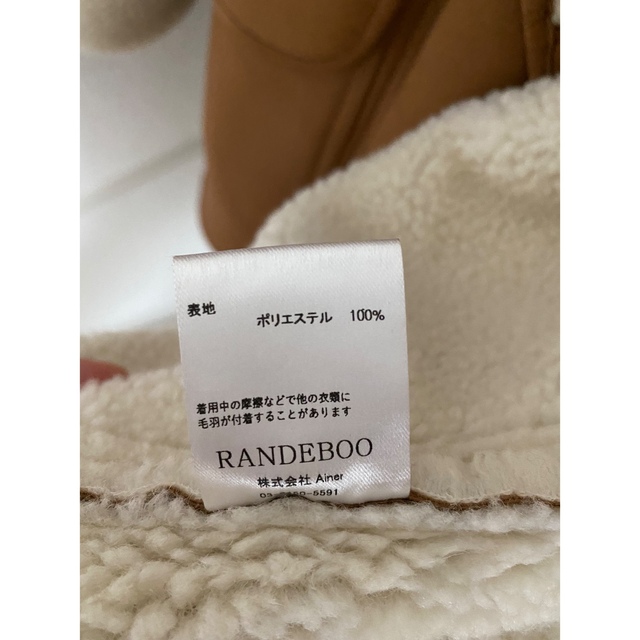 表地
ポリエステル 100%
着用中の摩擦などで他の衣類に
毛羽が付着することがあります
RANDEBOO
株式会社 Ainer